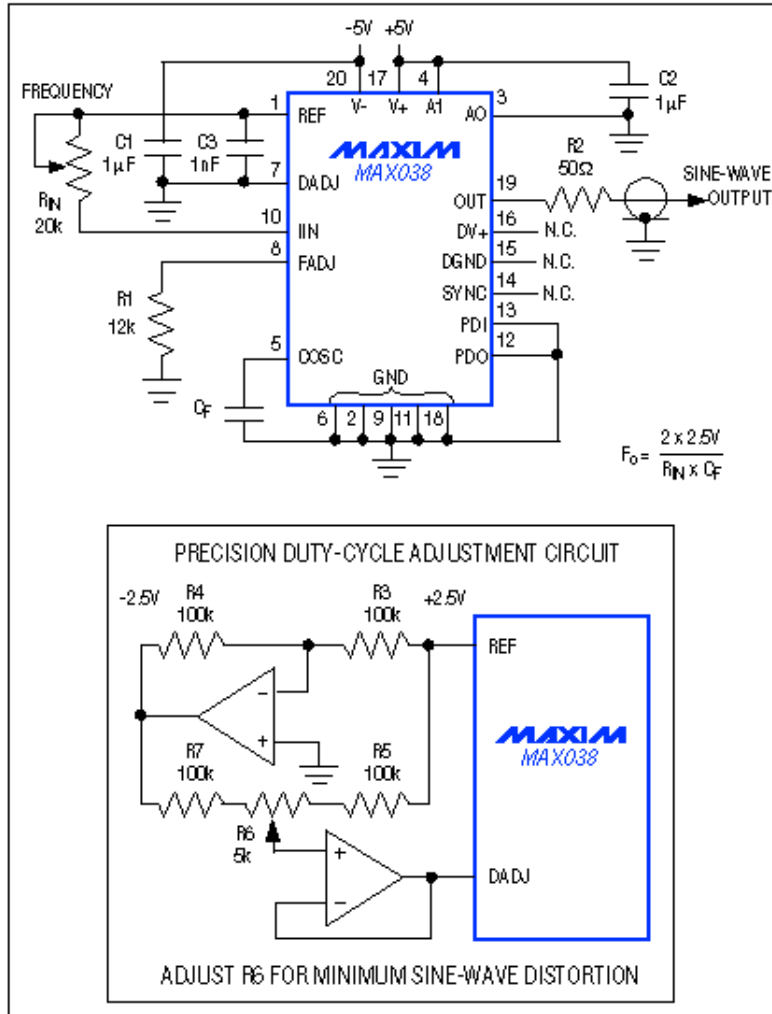 -5V +5V
20 17 4
FREQUENCY
1 REF V- V+ A1 AO 3
C2
1μF
C1
1μF
C3
1nF
MAXIM
MAX038
7 DADJ
R2
50Ω
SINE-WAVE
OUTPUT
OUT 19
RIN
20k
10 IIN
DV+ 16 N.C.
8 FADJ
DGND 15 N.C.
SYNC 14 N.C.
R1
12k
PDI 13
5 COSC
PDO 12
GND
CF
6 2 9 11 18
Fo = 2 x 2.5V
RIN x CF
PRECISION DUTY-CYCLE ADJUSTMENT CIRCUIT
-2.5V R4 R3 +2.5V
100k 100k
REF
-
+
MAXIM
MAX038
R7 R5
100k 100k
R6
5k
+
-
DADJ
ADJUST R6 FOR MINIMUM SINE-WAVE DISTORTION